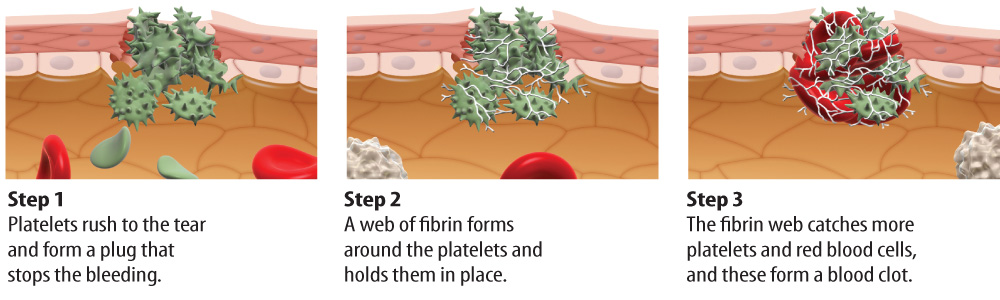 Step 1
Platelets rush to the tear
and form a plug that
stops the bleeding.
Step 2
A web of fibrin forms
around the platelets and
holds them in place.
Step 3
The fibrin web catches more
platelets and red blood cells,
and these form a blood clot.